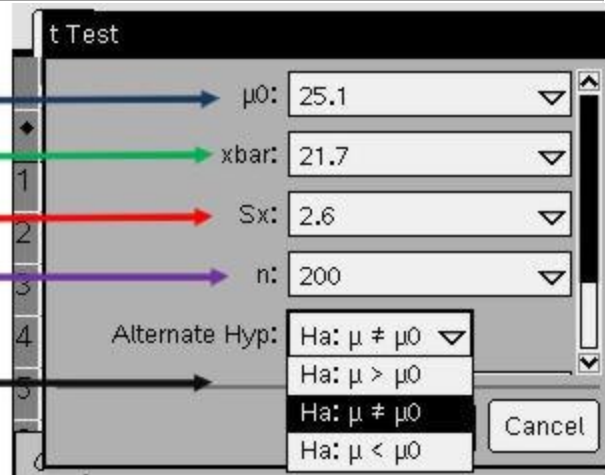 t Test
μ0: 25.1
xbar: 21.7
1
Sx: 2.6
2
n: 200
3
4 Alternate Hyp: Ha: μ ≠ μ0
Ha: μ > μ0
5
Ha: μ ≠ μ0
Cancel
Ha: μ < μ0